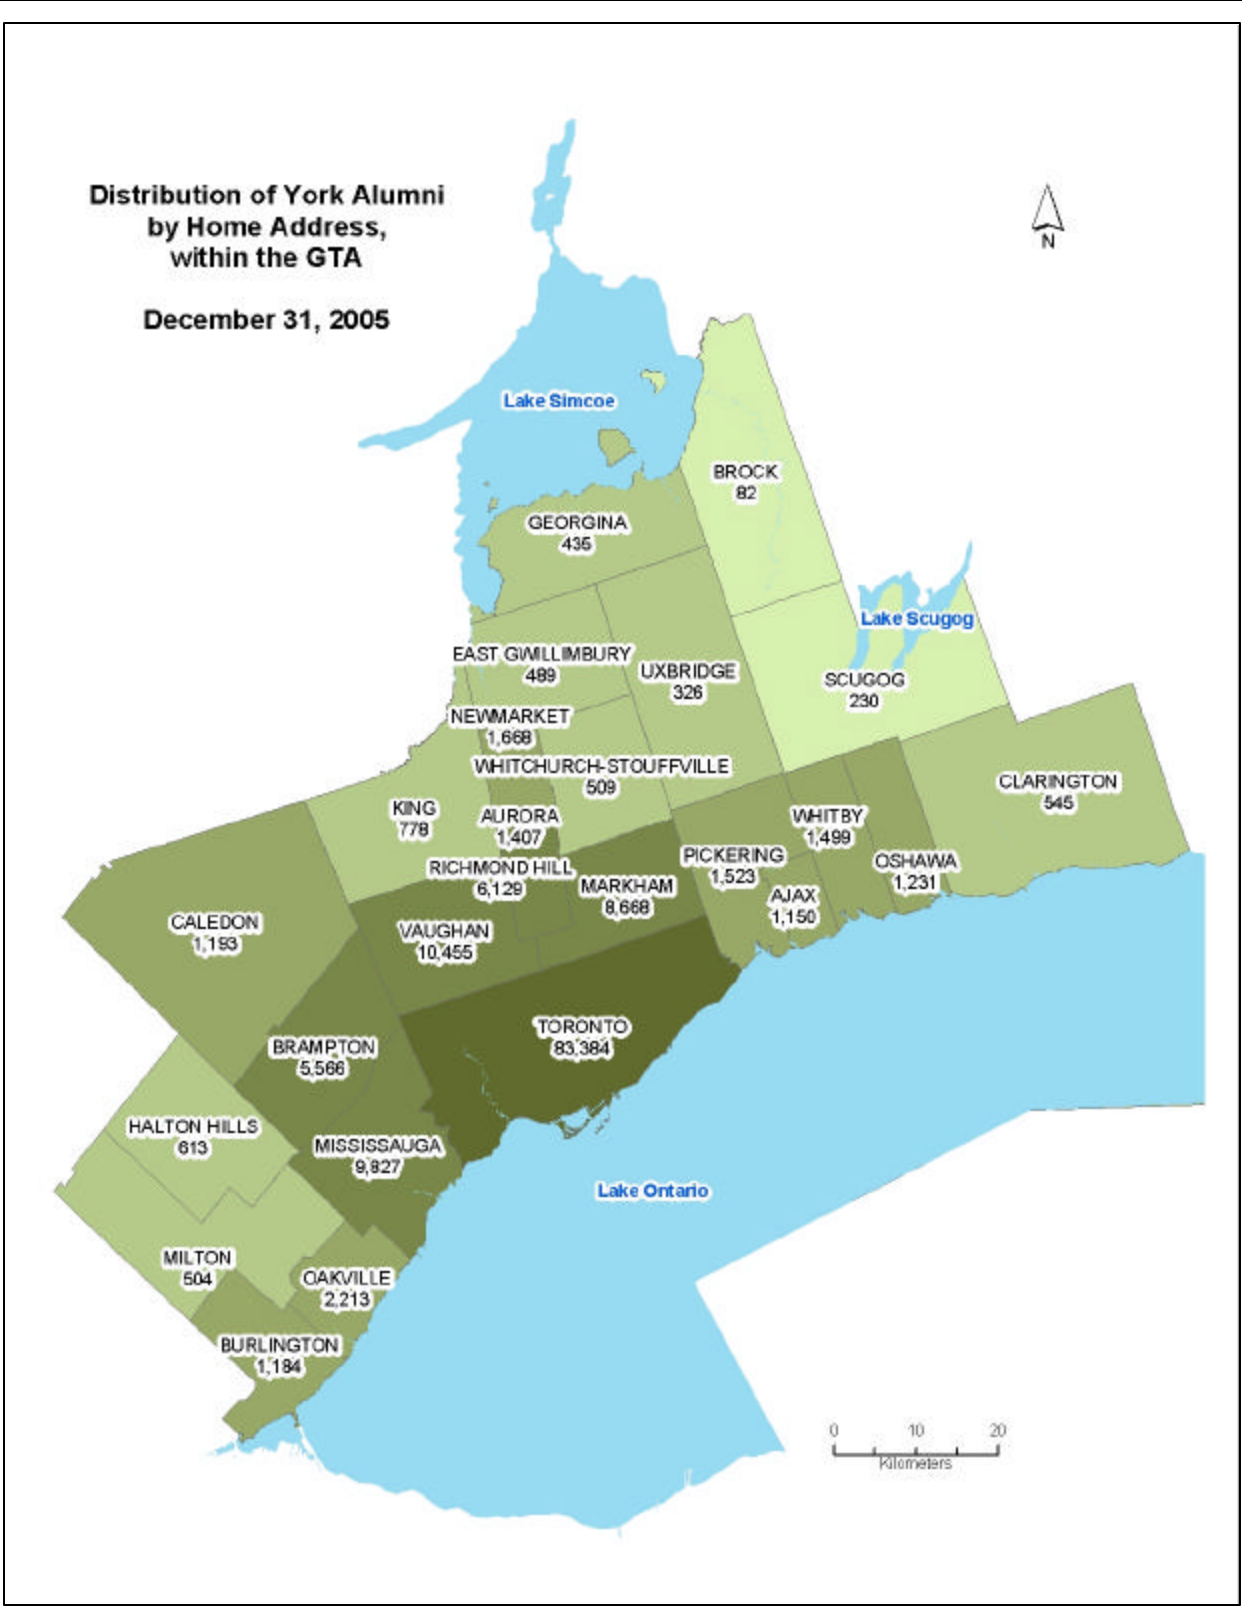 Distribution of York Alumni
by Home Address,
within the GTA
December 31, 2005
N
Lake Simcoe
BROCK
82
GEORGINA
435
Lake Scugog
EAST GWILLIMBURY
489
UXBRIDGE
326
SCUGOG
230
NEWMARKET
1,668
WHITCHURCH-STOUFFVILLE
509
CLARINGTON
545
KING
778
AURORA
1,407
WHITBY
1,499
PICKERING
1,523
OSHAWA
1,231
RICHMOND HILL
6,129
MARKHAM
8,668
AJAX
1,150
CALEDON
1,193
VAUGHAN
10,455
TORONTO
83,384
BRAMPTON
5,566
HALTON HILLS
613
MISSISSAUGA
9,827
Lake Ontario
MILTON
504
OAKVILLE
2,213
BURLINGTON
1,184
0 10 20
Kilometers